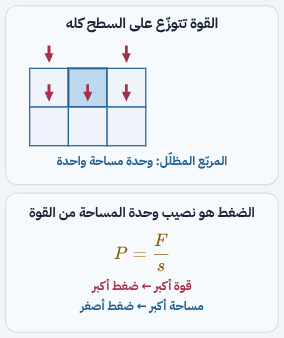 القوة تتوزّع على السطح كله
المربّع المظلّل: وحدة مساحة واحدة
الضغط هو نصيب وحدة المساحة من القوة
P = F/s
قوة أكبر ← ضغط أكبر
مساحة أكبر ← ضغط أصغر